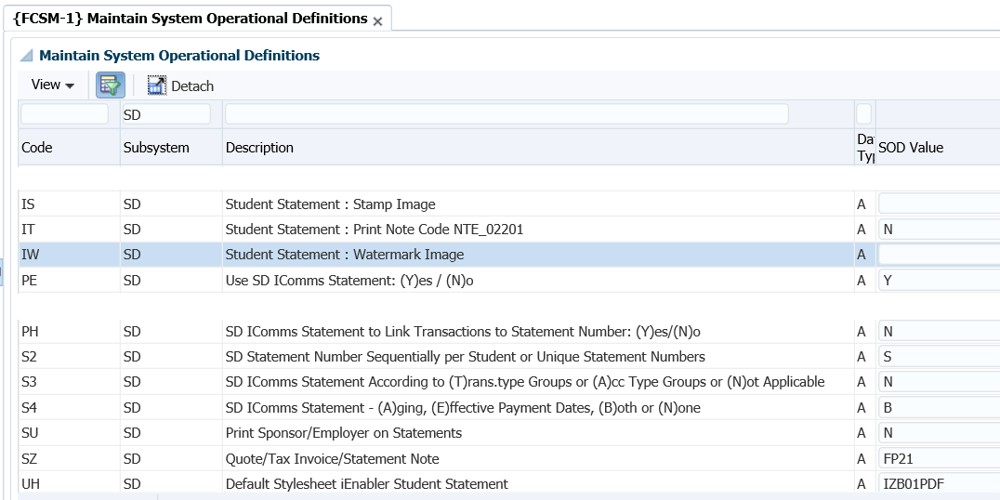 {FCSM-1} Maintain System Operational Definitions
Maintain System Operational Definitions
View Detach
SD
Code Subsystem Description Da Typ SOD Value
IS SD Student Statement : Stamp Image A
IT SD Student Statement : Print Note Code NTE_02201 A N
IW SD Student Statement : Watermark Image A
PE SD Use SD IComms Statement: (Y)es / (N)o A Y
PH SD SD IComms Statement to Link Transactions to Statement Number: (Y)es/(N)o A N
S2 SD SD Statement Number Sequentially per Student or Unique Statement Numbers A S
S3 SD SD IComms Statement According to (T)rans.type Groups or (A)cc Type Groups or (N)ot Applicable A N
S4 SD SD IComms Statement - (A)ging, (E)ffective Payment Dates, (B)oth or (N)one A B
SU SD Print Sponsor/Employer on Statements A N
SZ SD Quote/Tax Invoice/Statement Note A FP21
UH SD Default Stylesheet iEnabler Student Statement A IZB01PDF